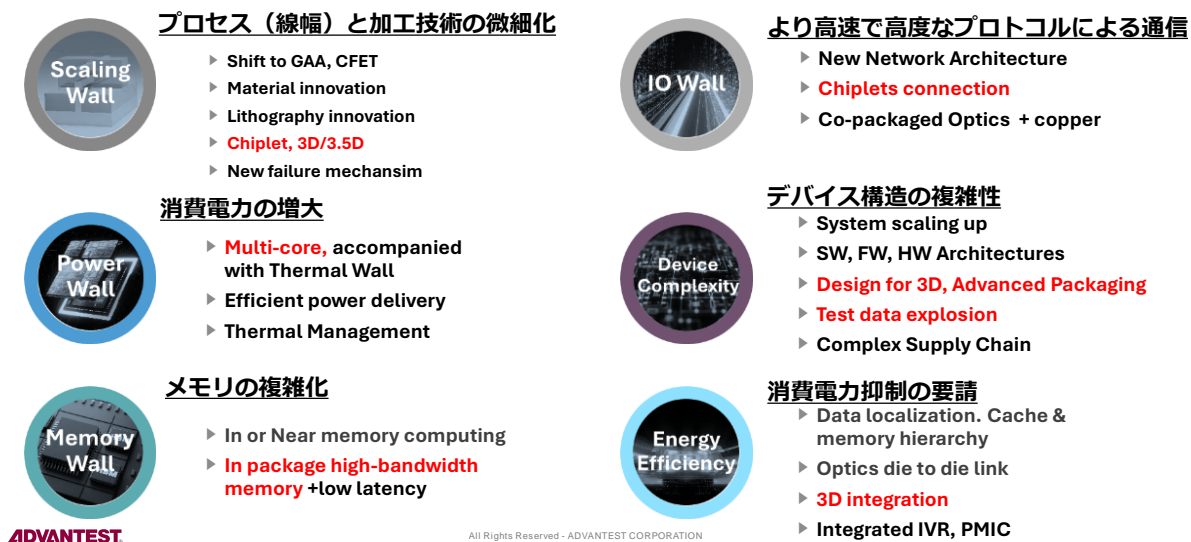 プロセス（線幅）と加工技術の微細化
Scaling
Wall
Shift to GAA, CFET
Material innovation
Lithography innovation
Chiplet, 3D/3.5D
New failure mechansim
消費電力の増大
Power
Wall
Multi-core, accompanied
with Thermal Wall
Efficient power delivery
Thermal Management
メモリの複雑化
Memory
Wall
In or Near memory computing
In package high-bandwidth
memory +low latency
より高速で高度なプロトコルによる通信
IO Wall
New Network Architecture
Chiplets connection
Co-packaged Optics + copper
デバイス構造の複雑性
Device
Complexity
System scaling up
SW, FW, HW Architectures
Design for 3D, Advanced Packaging
Test data explosion
Complex Supply Chain
消費電力抑制の要請
Energy
Efficiency
Data localization. Cache &
memory hierarchy
Optics die to die link
3D integration
Integrated IVR, PMIC
ADVANTEST
All Rights Reserved - ADVANTEST CORPORATION